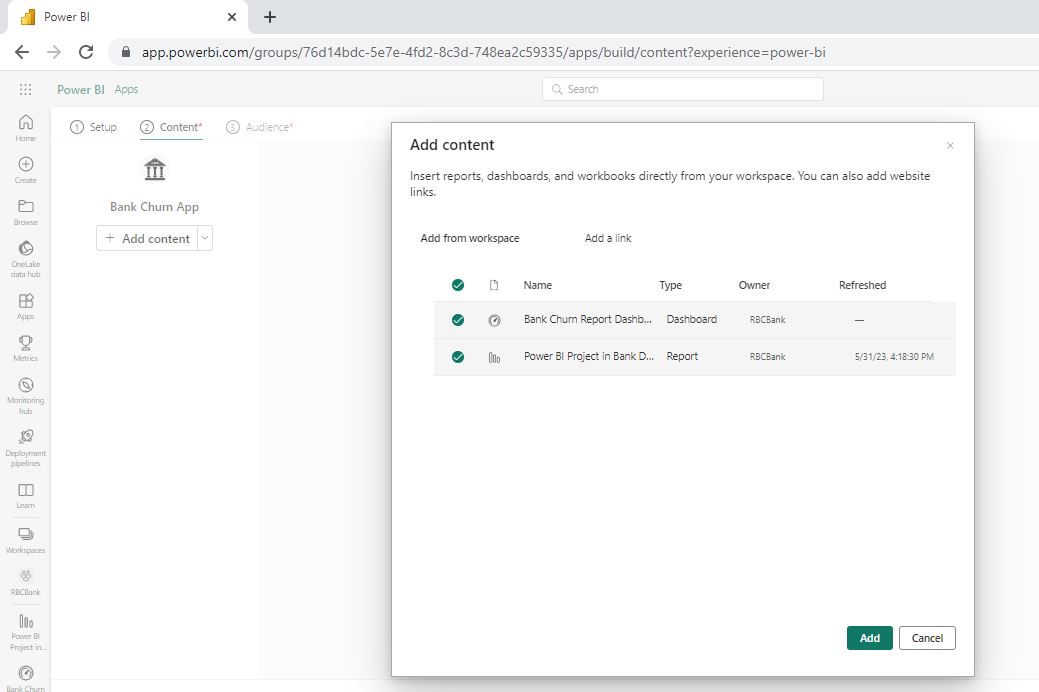 Power BI
app.powerbi.com/groups/76d14bdc-5e7e-4fd2-8c3d-748ea2c59335/apps/build/content?experience=power-bi
Power BI Apps
Search
Home
Create
Browse
OneLake
data hub
Apps
Metrics
Monitoring
hub
Deployment
pipelines
Learn
Workspaces
RBCBank
Power BI
Project in...
Bank Churn
1 Setup
2 Content*
3 Audience*
Bank Churn App
+ Add content
Add content
Insert reports, dashboards, and workbooks directly from your workspace. You can also add website
links.
Add from workspace Add a link
Name Type Owner Refreshed
Bank Churn Report Dashb... Dashboard RBCBank —
Power BI Project in Bank D... Report RBCBank 5/31/23, 4:18:30 PM
Add Cancel